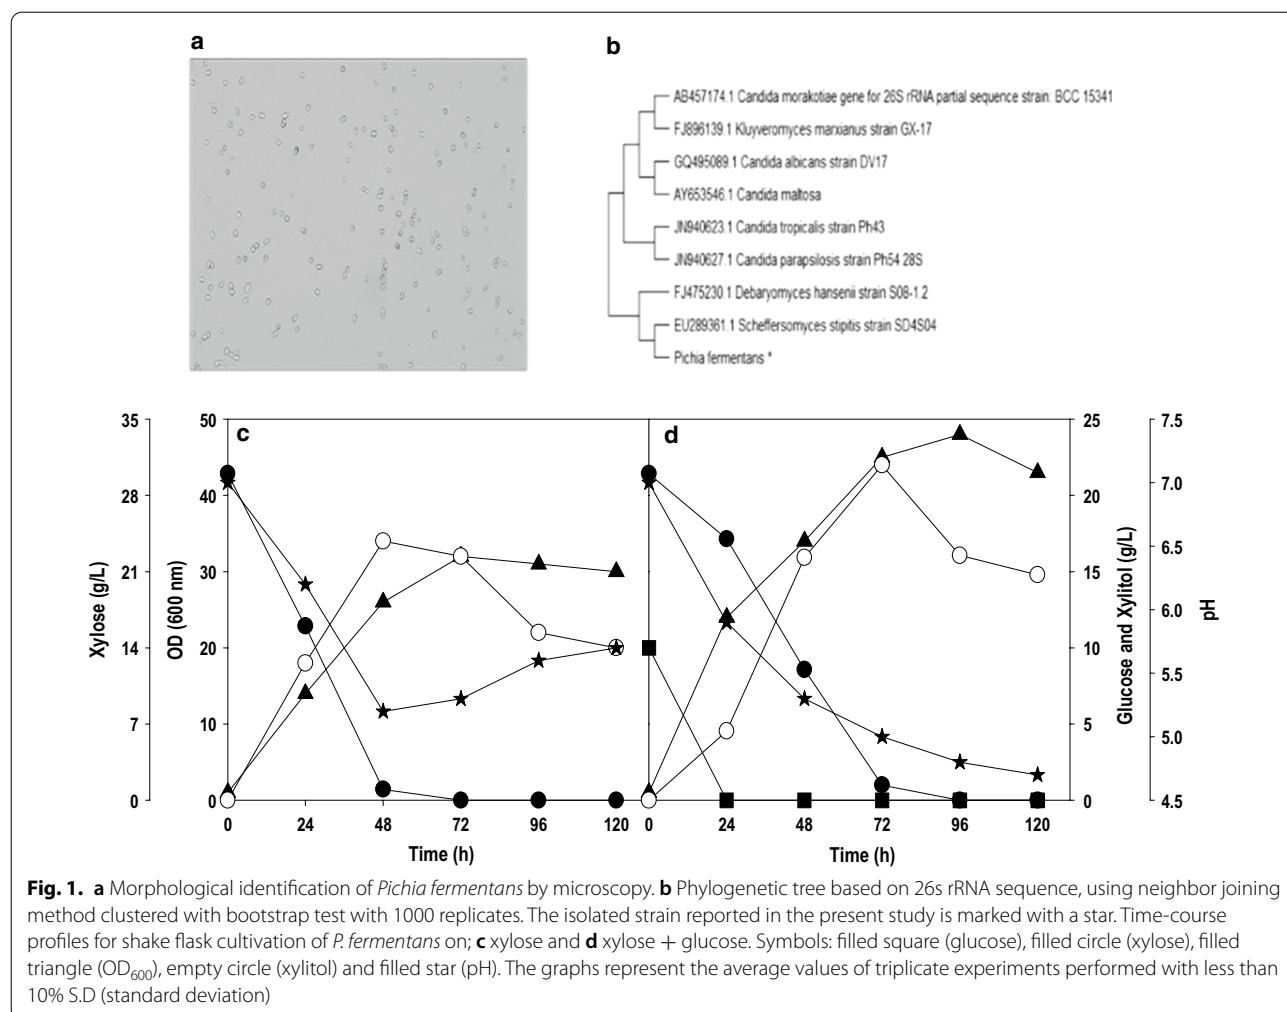 a
b
AB457174.1 Candida morakotiae gene for 26S rRNA partial sequence strain: BCC 15341
FJ896139.1 Kluyveromyces marxianus strain GX-17
GQ495089.1 Candida albicans strain DV17
AY653546.1 Candida maltosa
JN940623.1 Candida tropicalis strain Ph43
JN940627.1 Candida parapsilosis strain Ph54 28S
FJ475230.1 Debaryomyces hansenii strain S08-1.2
EU289361.1 Scheffersomyces stipitis strain SD4S04
Pichia fermentans *
35
28
21
14
7
0
Xylose (g/L)
50
40
30
20
10
0
OD (600 nm)
c
0 24 48 72 96 120
Time (h)
d
0 24 48 72 96 120
Time (h)
25
20
15
10
5
0
Glucose and Xylitol (g/L)
7.5
7.0
6.5
6.0
5.5
5.0
4.5
pH
Fig. 1. a Morphological identification of Pichia fermentans by microscopy. b Phylogenetic tree based on 26s rRNA sequence, using neighbor joining
method clustered with bootstrap test with 1000 replicates. The isolated strain reported in the present study is marked with a star. Time-course
profiles for shake flask cultivation of P. fermentans on; c xylose and d xylose + glucose. Symbols: filled square (glucose), filled circle (xylose), filled
triangle (OD600), empty circle (xylitol) and filled star (pH). The graphs represent the average values of triplicate experiments performed with less than
10% S.D (standard deviation)